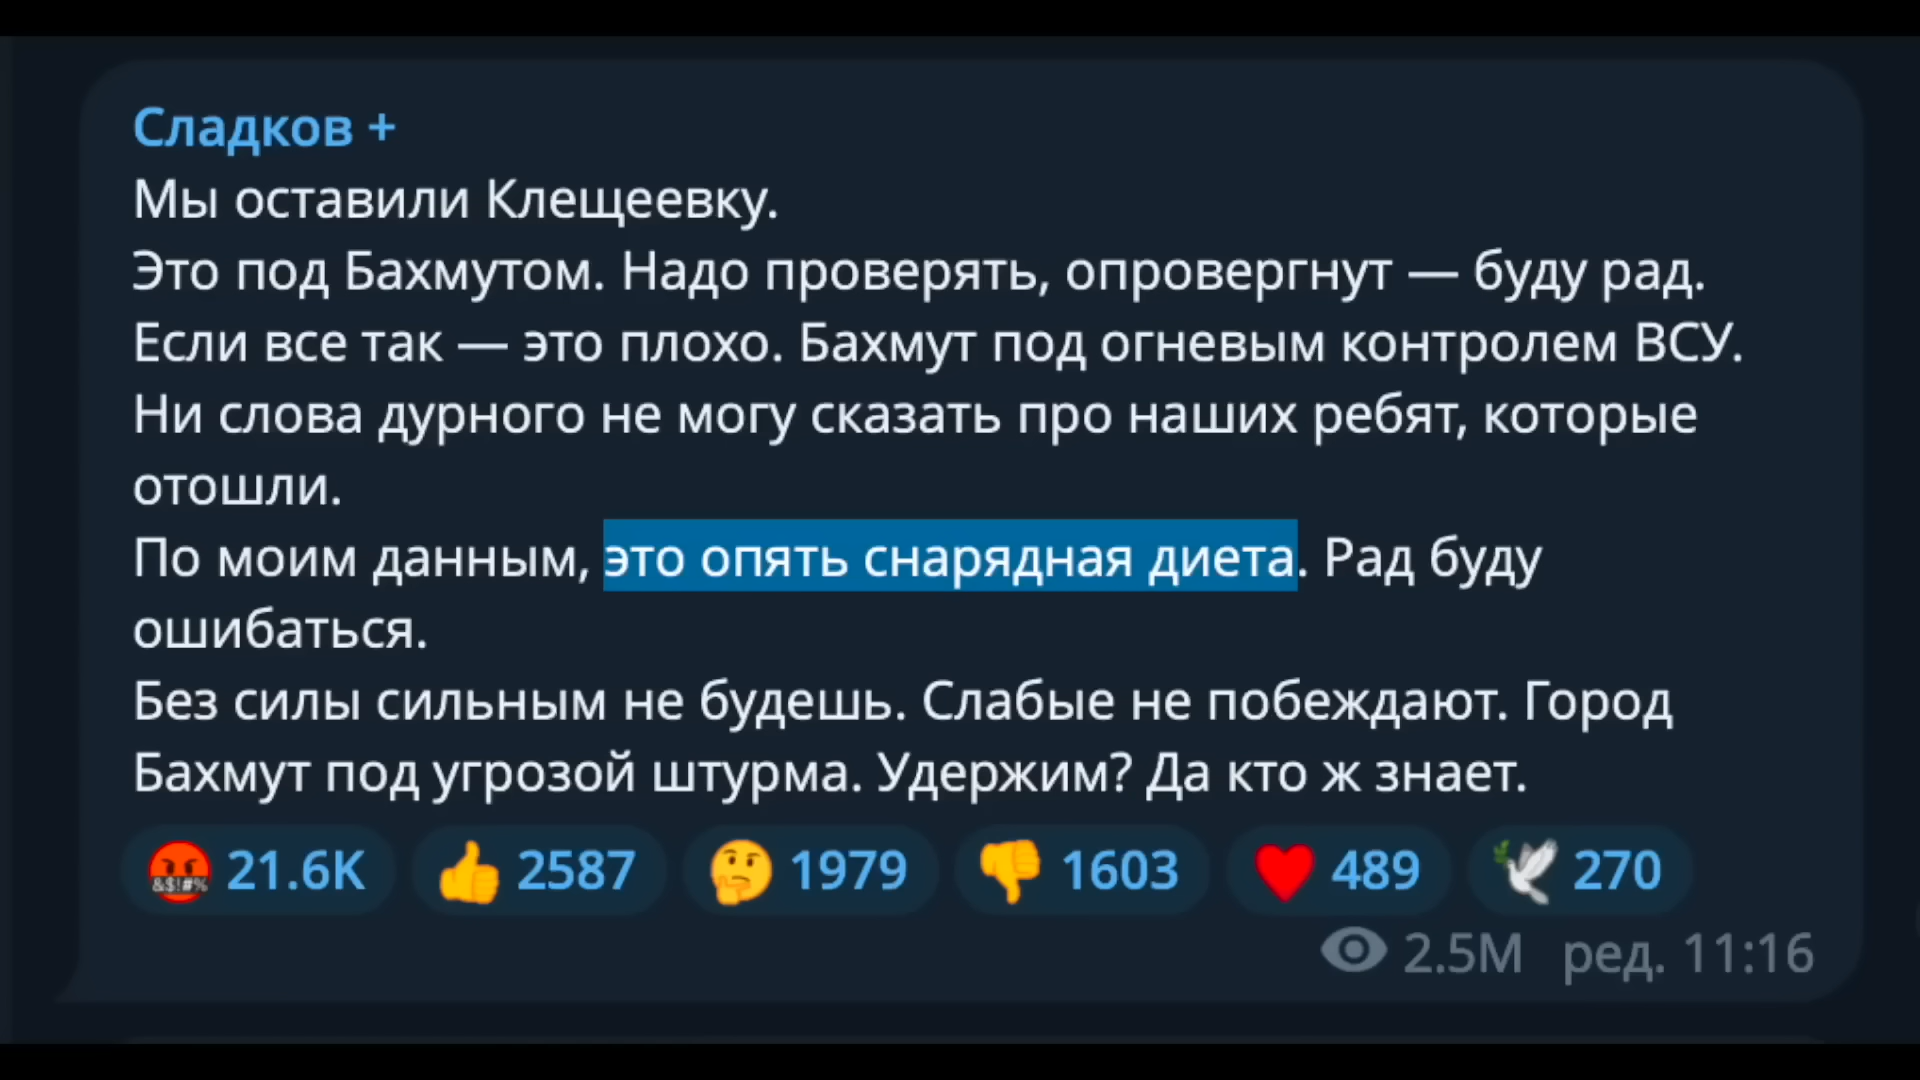 Сладков +
Мы оставили Клещеевку.
Это под Бахмутом. Надо проверять, опровергнут — буду рад.
Если все так — это плохо. Бахмут под огневым контролем ВСУ.
Ни слова дурного не могу сказать про наших ребят, которые
отошли.
По моим данным, это опять снарядная диета. Рад буду
ошибаться.
Без силы сильным не будешь. Слабые не побеждают. Город
Бахмут под угрозой штурма. Удержим? Да кто ж знает.
&$!#% 21.6K 2587 1979 1603 489 270
2.5M ред. 11:16